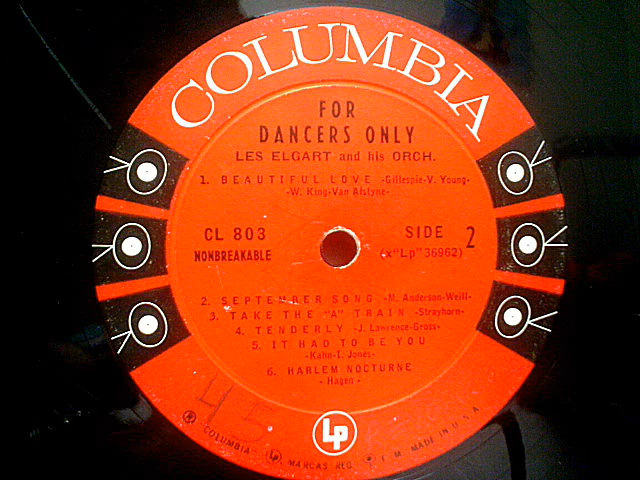 COLUMBIA
FOR
DANCERS ONLY
LES ELGART and his ORCH.
1. BEAUTIFUL LOVE -Gillespie-V. Young-
-W. King-Van Alstyne-
CL 803
NONBREAKABLE
SIDE 2
(x"Lp"36962)
2. SEPTEMBER SONG -M. Anderson-Weill-
3. TAKE THE "A" TRAIN -Strayhorn-
4. TENDERLY -J. Lawrence-Gross-
5. IT HAD TO BE YOU
-Kahn-I. Jones-
6. HARLEM NOCTURNE
-Hagen-
45
Lp
COLUMBIA Lp MARCAS REG. T. M. MADE IN U.S.A.